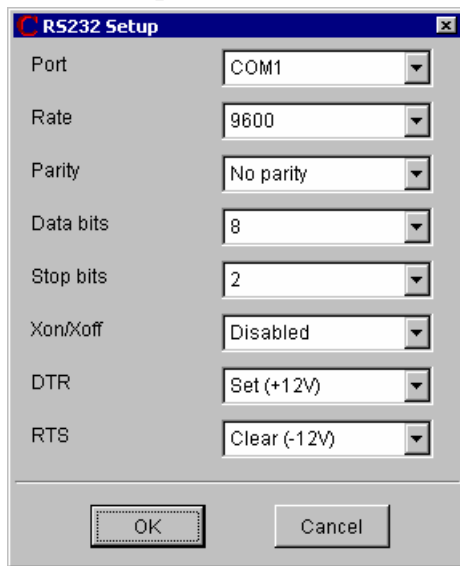 RS232 Setup
Port COM1
Rate 9600
Parity No parity
Data bits 8
Stop bits 2
Xon/Xoff Disabled
DTR Set (+12V)
RTS Clear (-12V)
OK Cancel